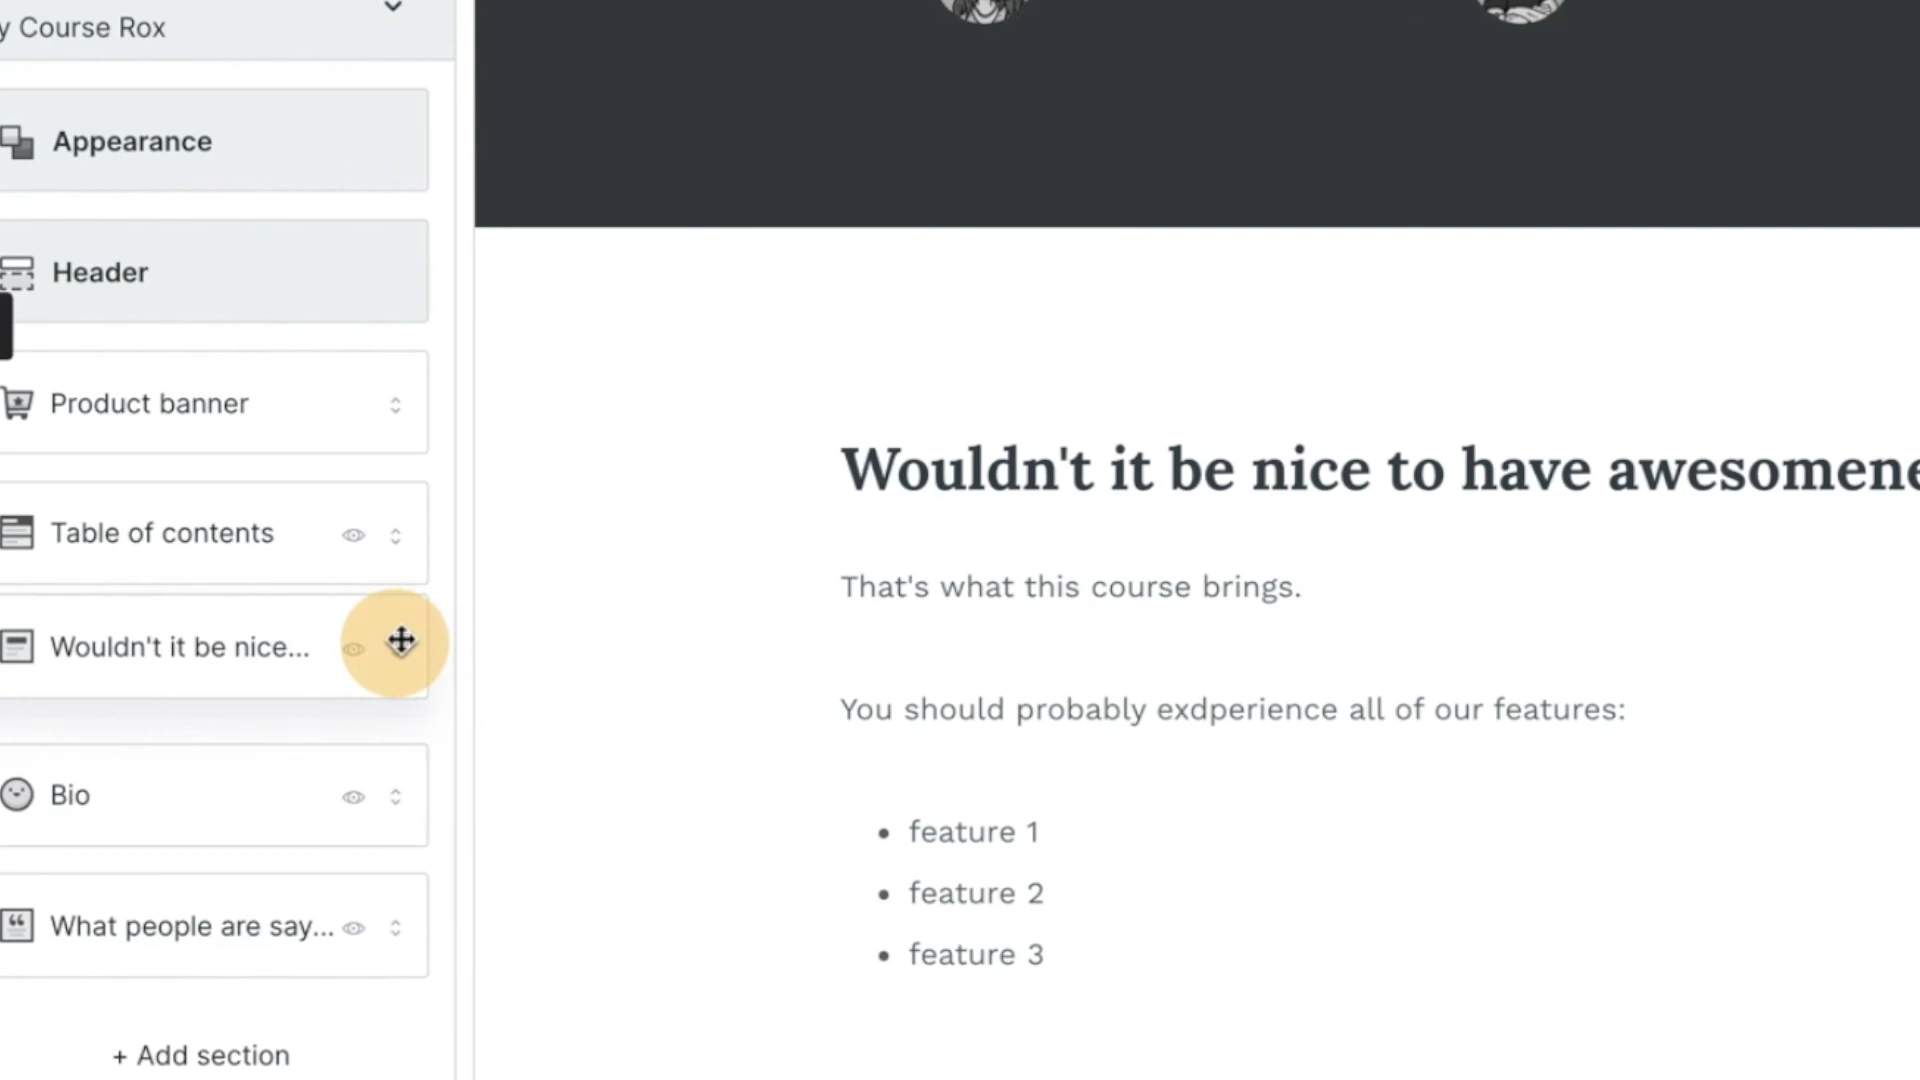 y Course Rox
Appearance
Header
Product banner
Table of contents
Wouldn't it be nice...
Bio
What people are say...
+ Add section
Wouldn't it be nice to have awesomene
That's what this course brings.
You should probably exdperience all of our features:
• feature 1
• feature 2
• feature 3